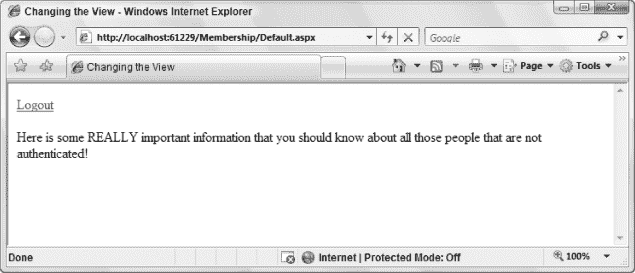 Changing the View - Windows Internet Explorer
http://localhost:61229/Membership/Default.aspx
Google
Changing the View
Page
Tools
Logout
Here is some REALLY important information that you should know about all those people that are not
authenticated!
Done
Internet | Protected Mode: Off
100%